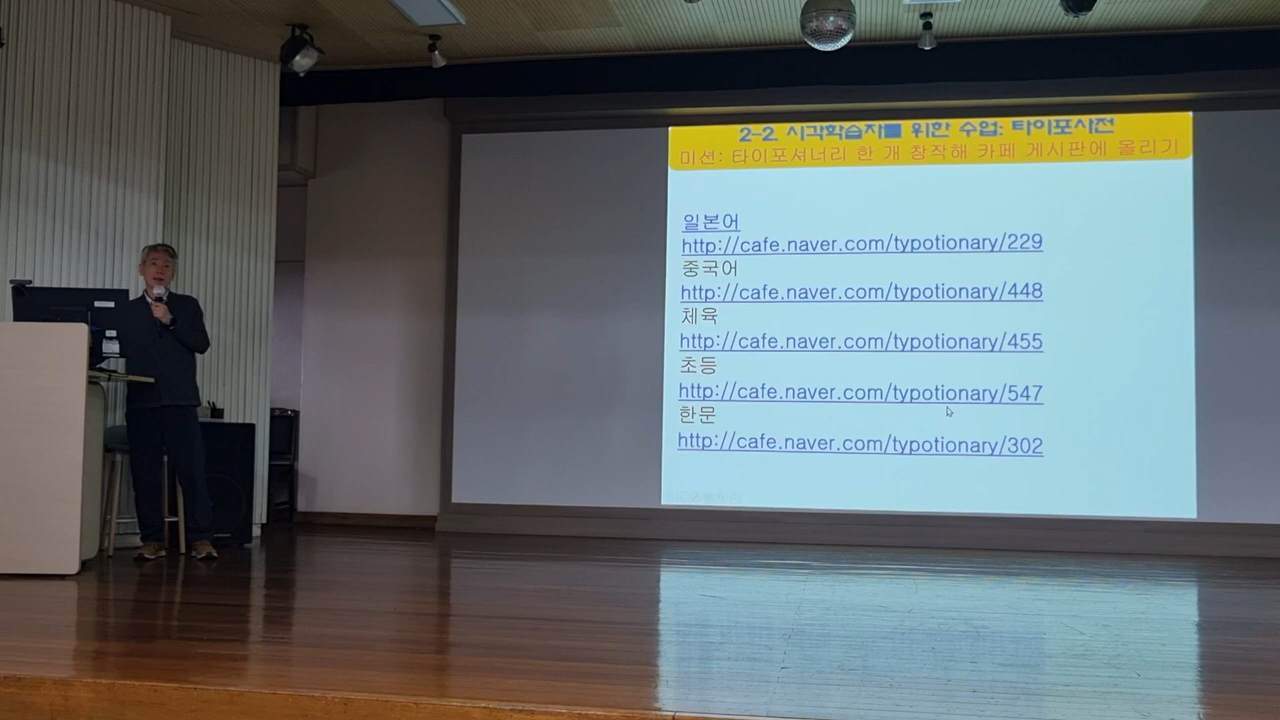 2-2. 시각학습자를 위한 수업: 타이포사전
미션: 타이포셔너리 한 개 창작해 카페 게시판에 올리기
일본어
http://cafe.naver.com/typotionary/229
중국어
http://cafe.naver.com/typotionary/448
체육
http://cafe.naver.com/typotionary/455
초등
http://cafe.naver.com/typotionary/547
한문
http://cafe.naver.com/typotionary/302